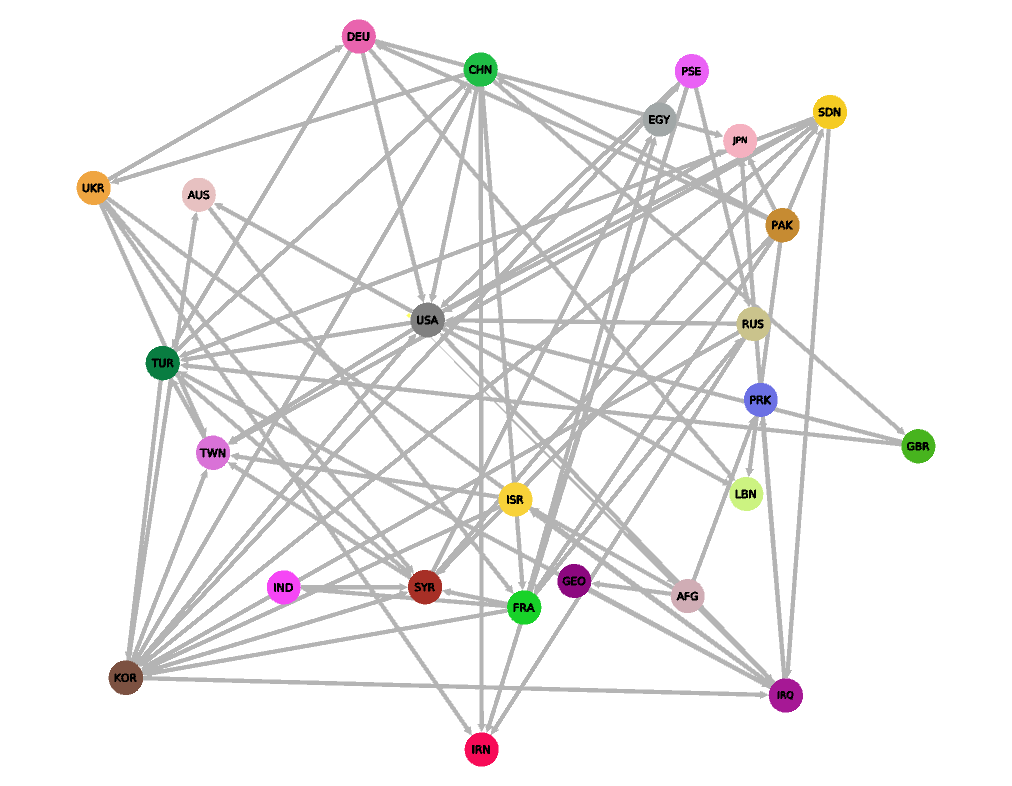 DEU
CHN
PSE
EGY
SDN
JPN
UKR
AUS
PAK
USA
RUS
TUR
PRK
TWN
GBR
LBN
ISR
IND
SYR
GEO
AFG
FRA
KOR
IRQ
IRN